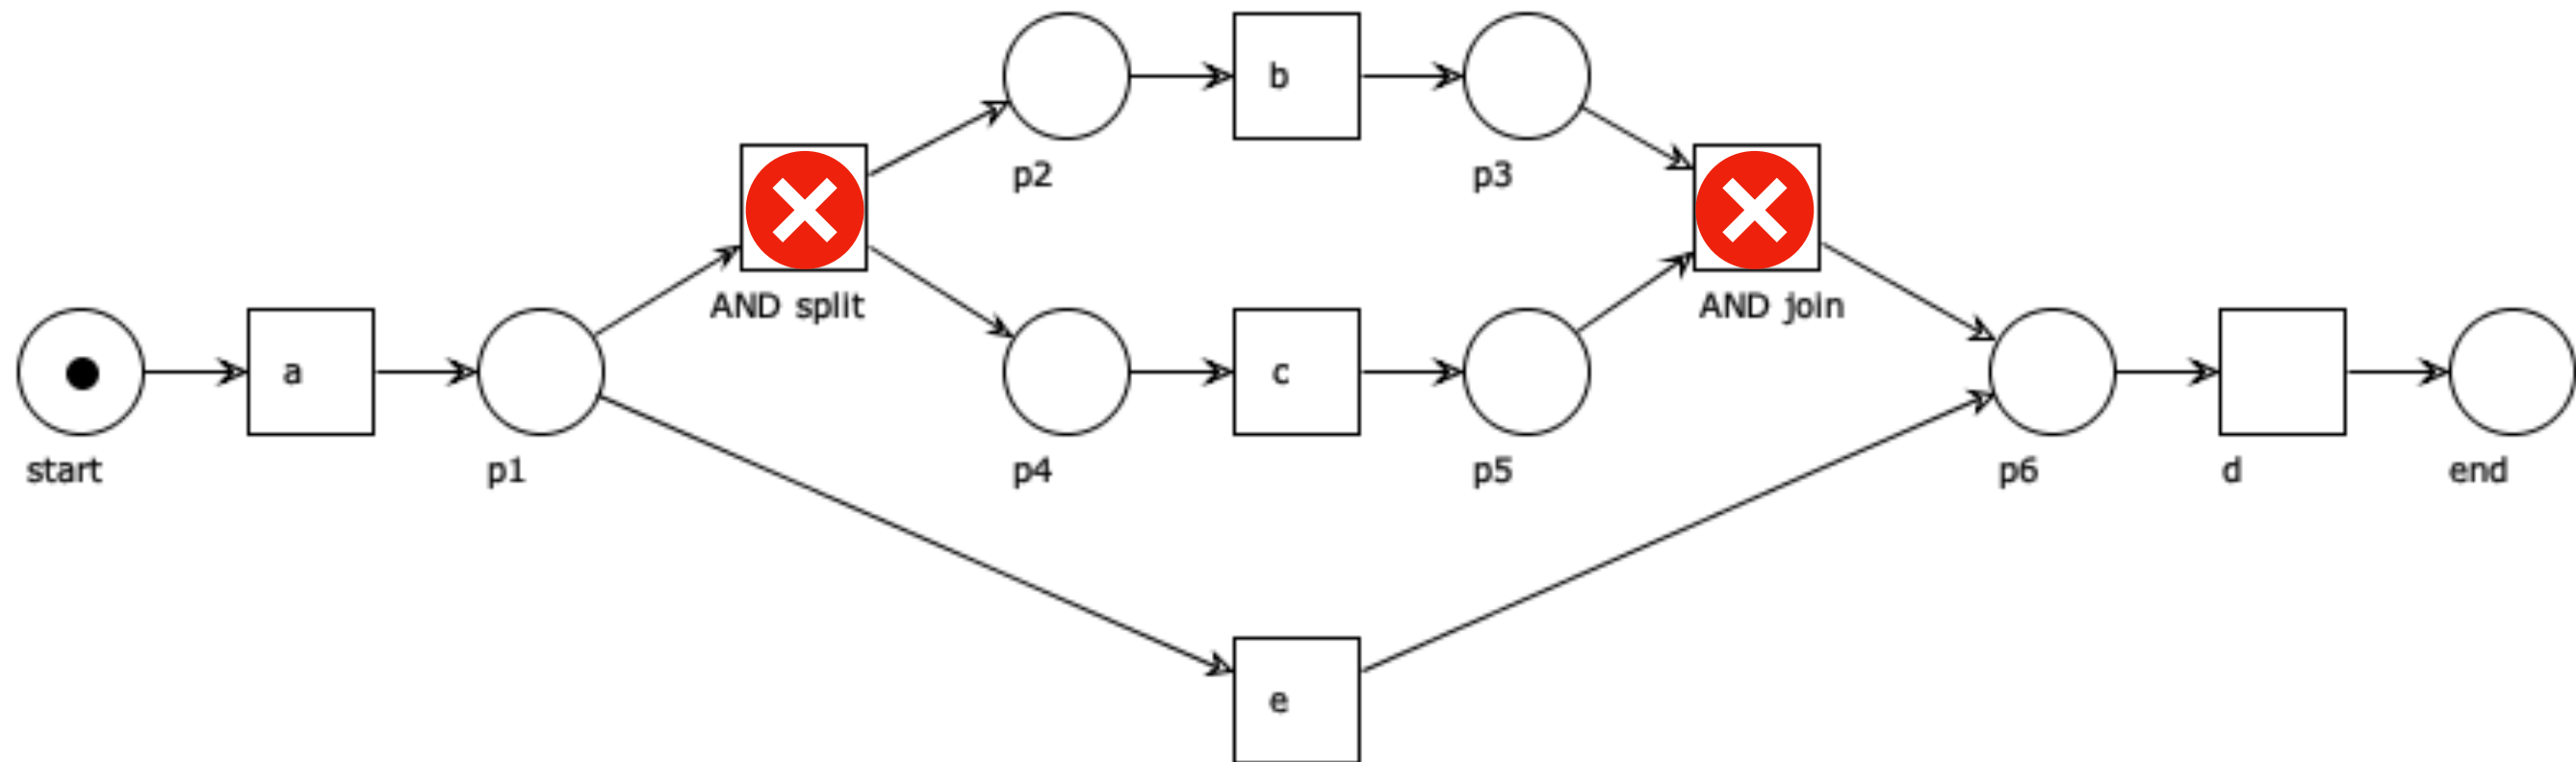 b
p2
p3
AND split
AND join
a
c
start
p1
p4
p5
p6
d
end
e